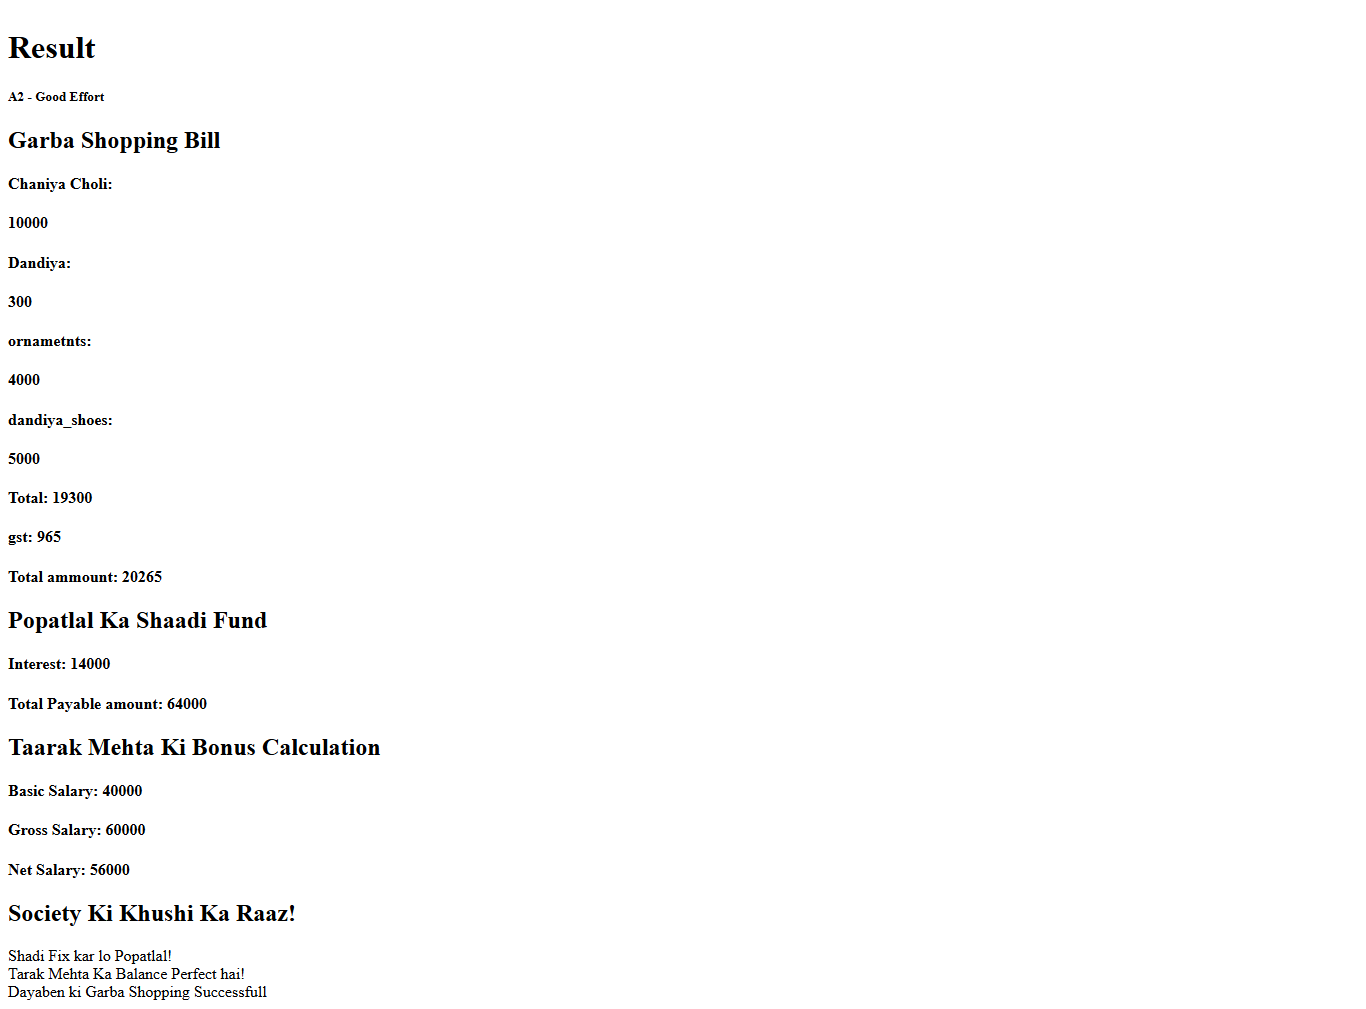 Result
A2 - Good Effort
Garba Shopping Bill
Chaniya Choli:
10000
Dandiya:
300
ornametnts:
4000
dandiya_shoes:
5000
Total: 19300
gst: 965
Total ammount: 20265
Popatlal Ka Shaadi Fund
Interest: 14000
Total Payable amount: 64000
Taarak Mehta Ki Bonus Calculation
Basic Salary: 40000
Gross Salary: 60000
Net Salary: 56000
Society Ki Khushi Ka Raaz!
Shadi Fix kar lo Popatlal!
Tarak Mehta Ka Balance Perfect hai!
Dayaben ki Garba Shopping Successfull